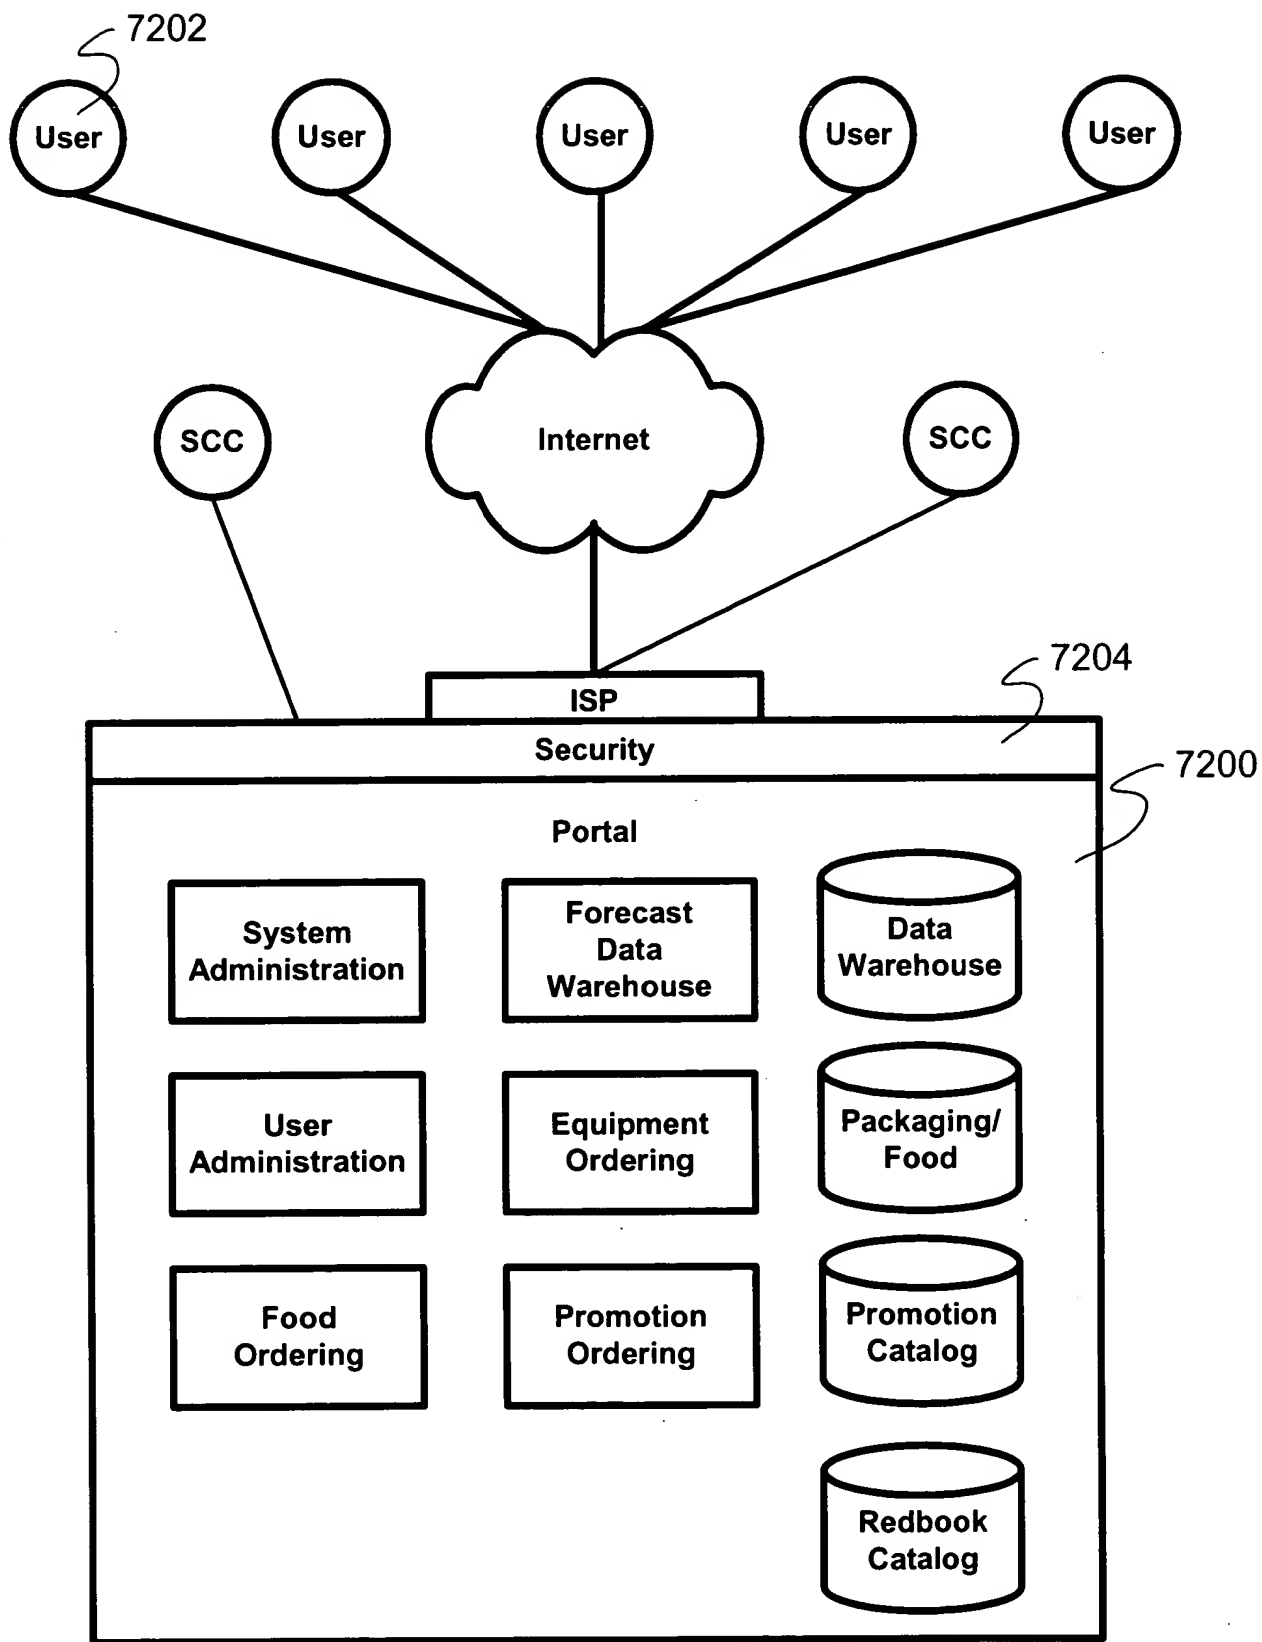 7202
User
User
User
User
User
SCC
Internet
SCC
7204
ISP
Security
7200
Portal
System
Administration
Forecast
Data
Warehouse
Data
Warehouse
User
Administration
Equipment
Ordering
Packaging/
Food
Food
Ordering
Promotion
Ordering
Promotion
Catalog
Redbook
Catalog